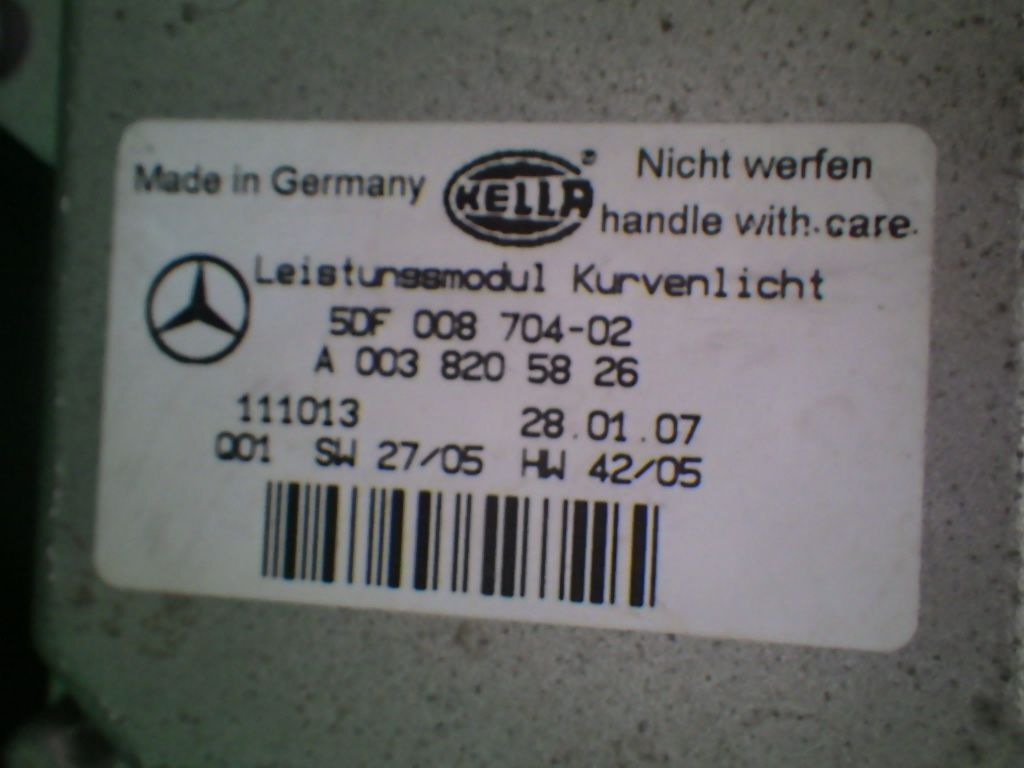 Made in Germany
HELLA
Nicht werfen
handle with care.
Leistungsmodul Kurvenlicht
5DF 008 704-02
A 003 820 58 26
111013 28.01.07
Q01 SW 27/05 HW 42/05